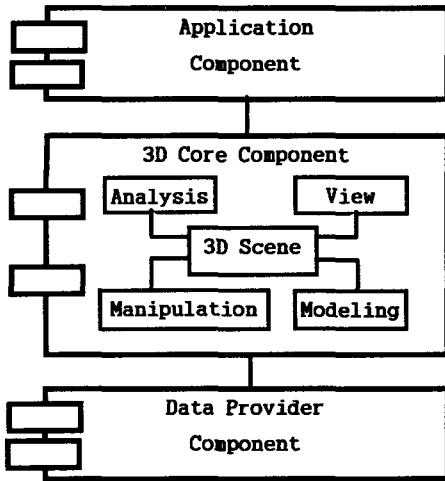 Application
Component
3D Core Component
Analysis
View
3D Scene
Manipulation
Modeling
Data Provider
Component